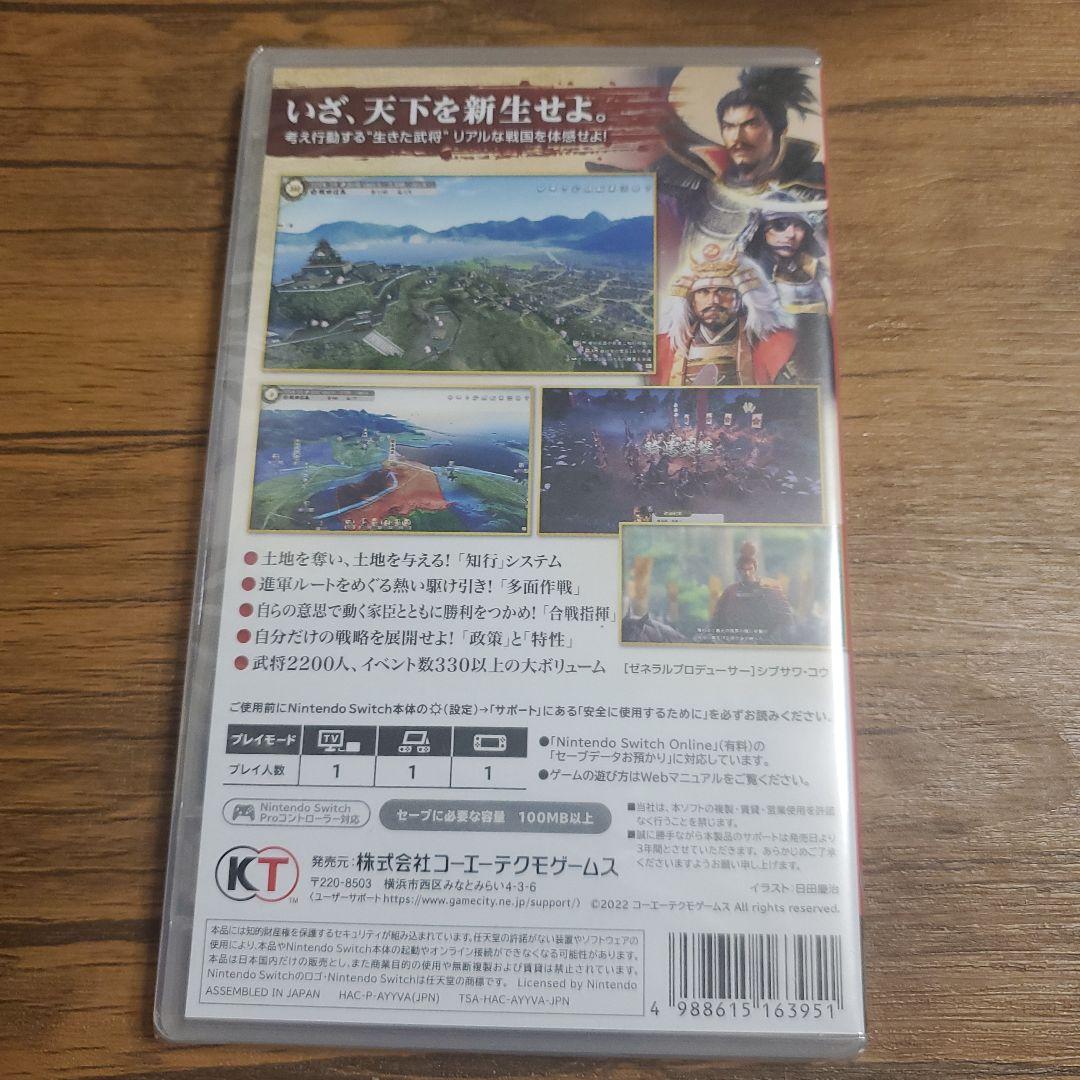 いざ、天下を新生せよ。
考え行動する"生きた武将" リアルな戦国を体感せよ!
●土地を奪い、土地を与える!「知行」システム
●進軍ルートをめぐる熱い駆け引き!「多面作戦」
●自らの意思で動く家臣とともに勝利をつかめ!「合戦指揮」
●自分だけの戦略を展開せよ!「政策」と「特性」
●武将2200人、イベント数330以上の大ボリューム
[ゼネラルプロデューサー]シブサワ・コウ
ご使用前にNintendo Switch本体の(設定)→「サポート」にある「安全に使用するために」を必ずお読みください。
プレイモード TV
プレイ人数 1 1 1
●「Nintendo Switch Online」(有料)の
「セーブデータお預かり」に対応しています。
●ゲームの遊び方はWebマニュアルをご覧ください。
Nintendo Switch
Proコントローラー対応
セーブに必要な容量 100MB以上
■当社は、本ソフトの複製・賃貸・営業使用を許諾
なく行うことを禁じます。
■誠に勝手ながら本製品のサポートは発売日より
3年間とさせていただきます。あらかじめご了承
くださいますようお願い申し上げます。
KT TM
発売元:株式会社コーエーテクモゲームス
〒220-8503 横浜市西区みなとみらい4-3-6
〈ユーザーサポート https://www.gamecity.ne.jp/support/〉
イラスト:日田慶治
©2022 コーエーテクモゲームス All rights reserved.
本品には知的財産権を保護するセキュリティが組み込まれています。任天堂の許諾がない装置やソフトウェアの
使用により、本品やNintendo Switch本体の起動やオンライン接続ができなくなる可能性があります。
本品は日本国内だけの販売とし、また商業目的の使用や無断複製および賃貸は禁止されています。
Nintendo Switchのロゴ・Nintendo Switchは任天堂の商標です。 Licensed by Nintendo
ASSEMBLED IN JAPAN HAC-P-AYYVA(JPN) TSA-HAC-AYYVA-JPN
4 988615 163951